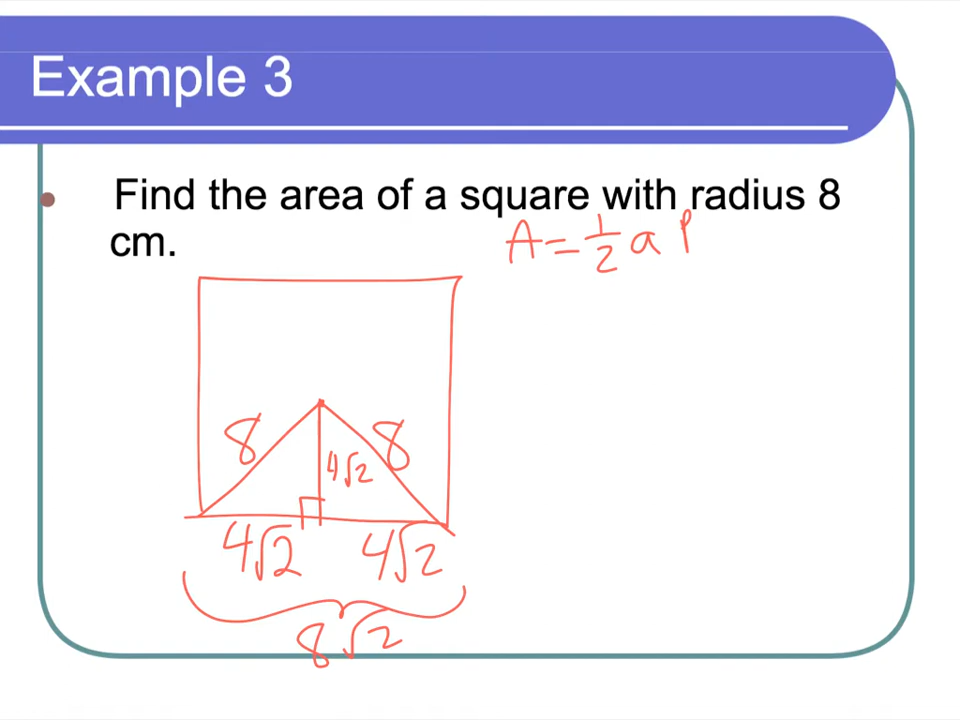 Example 3
• Find the area of a square with radius 8
cm.
A = 1/2 a P
8 8
4√2
4√2 4√2
8√2